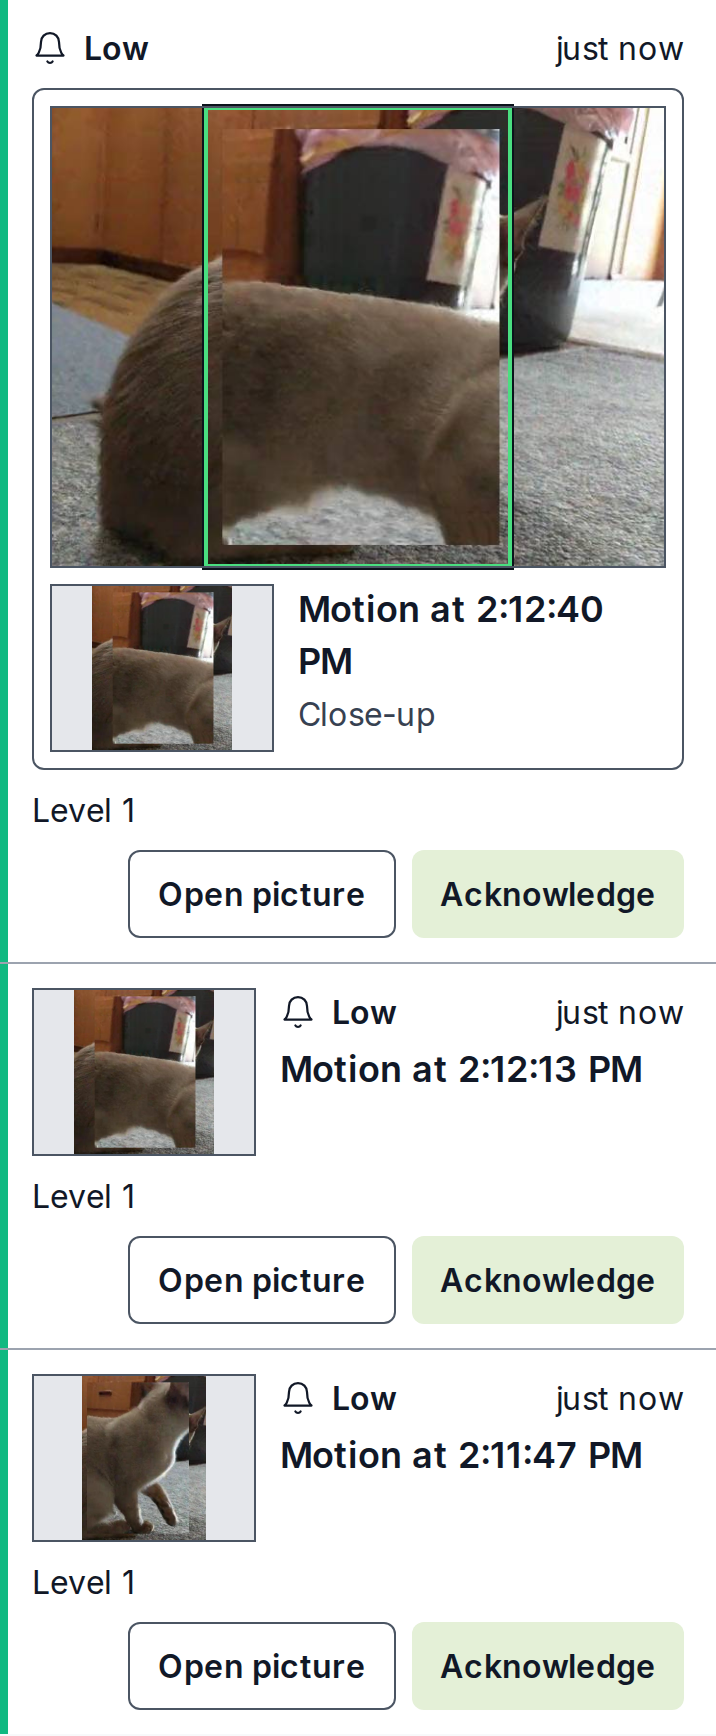 Low
just now
Motion at 2:12:40
PM
Close-up
Level 1
Open picture
Acknowledge
Low
just now
Motion at 2:12:13 PM
Level 1
Open picture
Acknowledge
Low
just now
Motion at 2:11:47 PM
Level 1
Open picture
Acknowledge